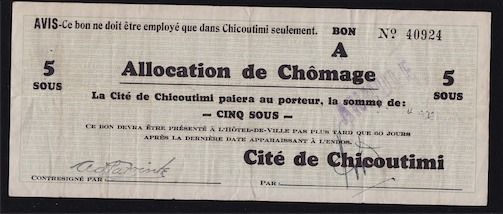 AVIS-Ce bon ne doit être employé que dans Chicoutimi seulement. BON Nº 40924
A
5 Allocation de Chômage 5
SOUS SOUS
La Cité de Chicoutimi paiera au porteur, la somme de:
— CINQ SOUS —
CE BON DEVRA ÊTRE PRÉSENTÉ À L'HÔTEL-DE-VILLE PAS PLUS TARD QUE 60 JOURS
APRÈS LA DERNIÈRE DATE APPARAISSANT À L'ENDOS.
Cité de Chicoutimi
CONTRESIGNÉ PAR PAR